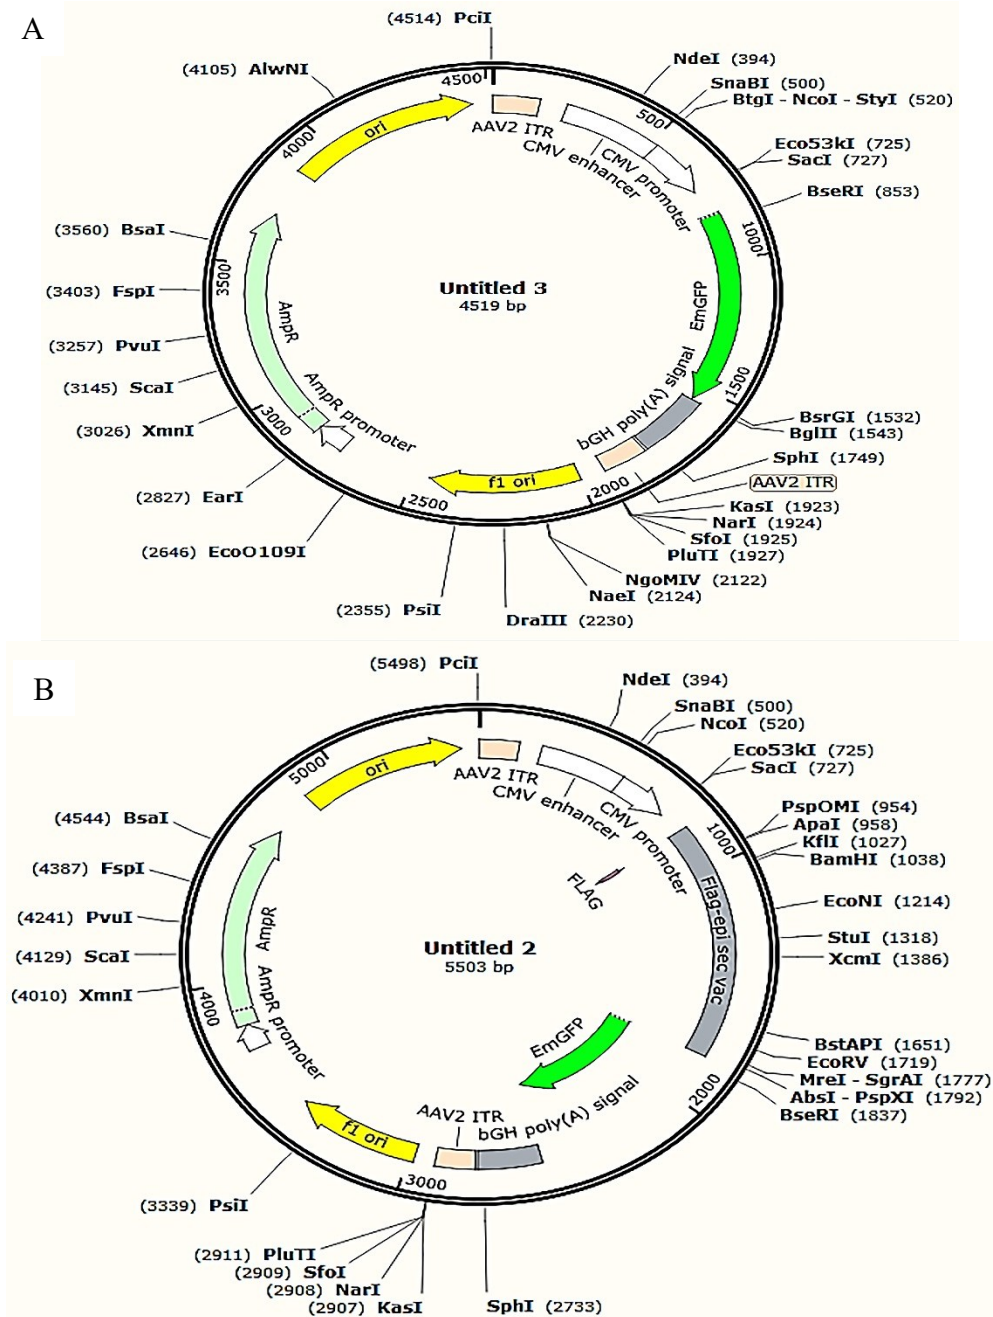 A
(4514) PciI
(4105) AlwNI
4500
NdeI (394)
SnaBI (500)
BtgI - NcoI - StyI (520)
ori
AAV2 ITR
500
CMV enhancer
CMV promoter
4000
Eco53kI (725)
SacI (727)
BseRI (853)
1000
(3560) BsaI
3500
(3403) FspI
Untitled 3
4519 bp
EmGFP
AmpR
(3257) PvuI
(3145) ScaI
(3026) XmnI
3000
AmpR promoter
bGH poly(A) signal
1500
BsrGI (1532)
BglII (1543)
SphI (1749)
AAV2 ITR
f1 ori
2000
2500
(2827) EarI
(2646) EcoO109I
KasI (1923)
NarI (1924)
SfoI (1925)
PluTI (1927)
NgoMIV (2122)
NaeI (2124)
(2355) PsiI
DraIII (2230)
B
(5498) PciI
NdeI (394)
SnaBI (500)
NcoI (520)
ori
AAV2 ITR
CMV enhancer
CMV promoter
5000
Eco53kI (725)
SacI (727)
PspOMI (954)
ApaI (958)
KflI (1027)
BamHI (1038)
1000
(4544) BsaI
(4387) FspI
FLAG
Flag-epi sec vac
EcoNI (1214)
(4241) PvuI
AmpR
StuI (1318)
(4129) ScaI
Untitled 2
5503 bp
XcmI (1386)
(4010) XmnI
4000
AmpR promoter
EmGFP
BstAPI (1651)
EcoRV (1719)
MreI - SgrAI (1777)
AbsI - PspXI (1792)
BseRI (1837)
2000
f1 ori
AAV2 ITR
bGH poly(A) signal
3000
(3339) PsiI
(2911) PluTI
(2909) SfoI
(2908) NarI
(2907) KasI
SphI (2733)